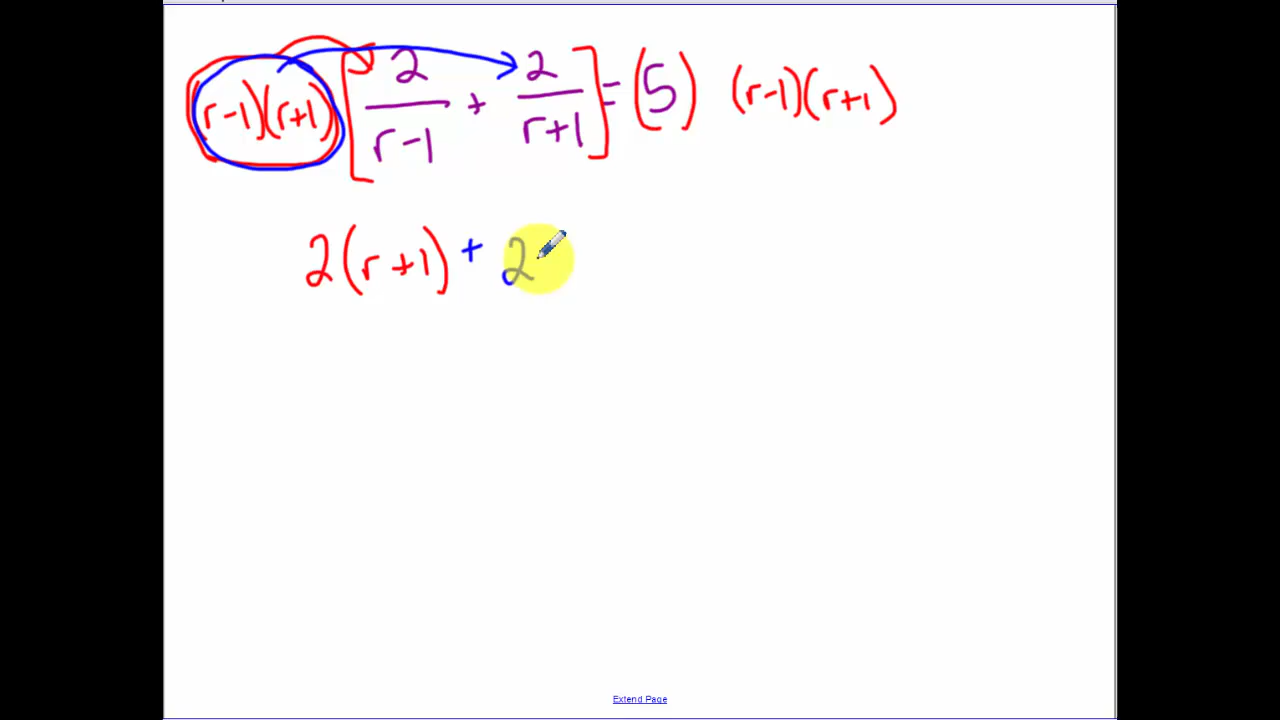 (r-1)(r+1) [2/(r-1) + 2/(r+1)] = (5) (r-1)(r+1)
2(r+1) + 2
Extend Page